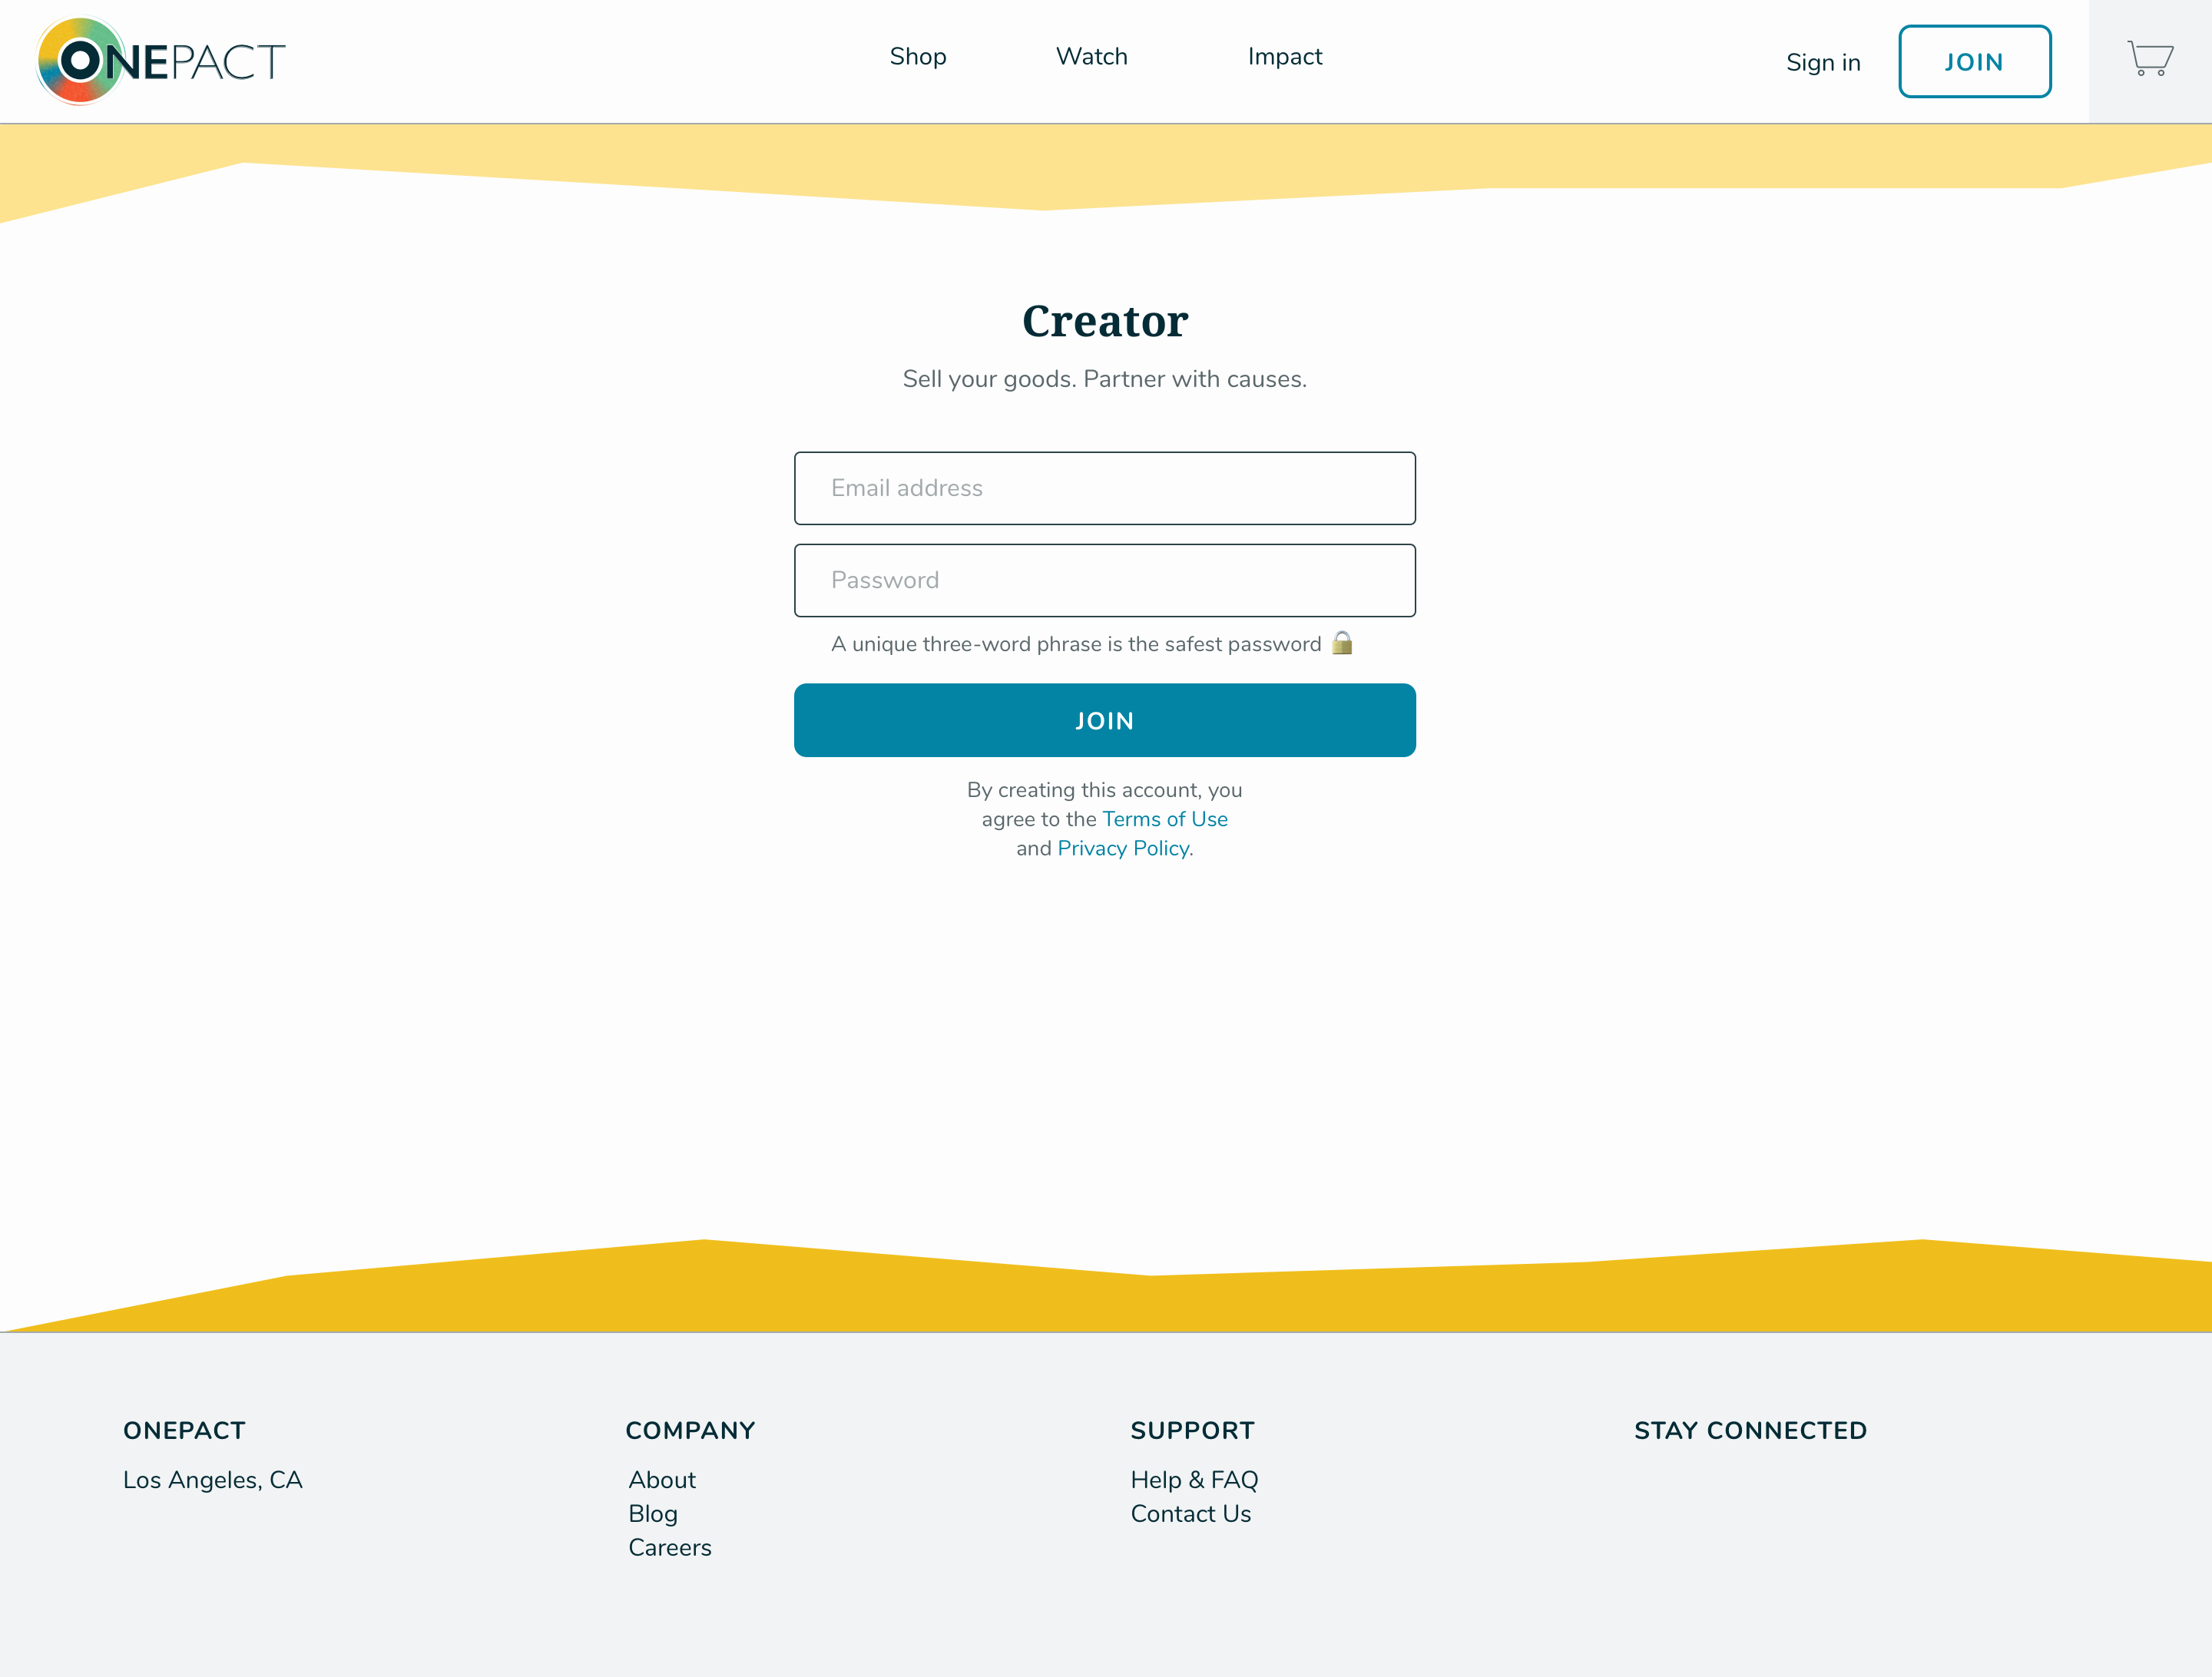 ONEPACT
Shop
Watch
Impact
Sign in
JOIN
Creator
Sell your goods. Partner with causes.
Email address
Password
A unique three-word phrase is the safest password 🔒
JOIN
By creating this account, you
agree to the Terms of Use
and Privacy Policy.
ONEPACT
Los Angeles, CA
COMPANY
About
Blog
Careers
SUPPORT
Help & FAQ
Contact Us
STAY CONNECTED